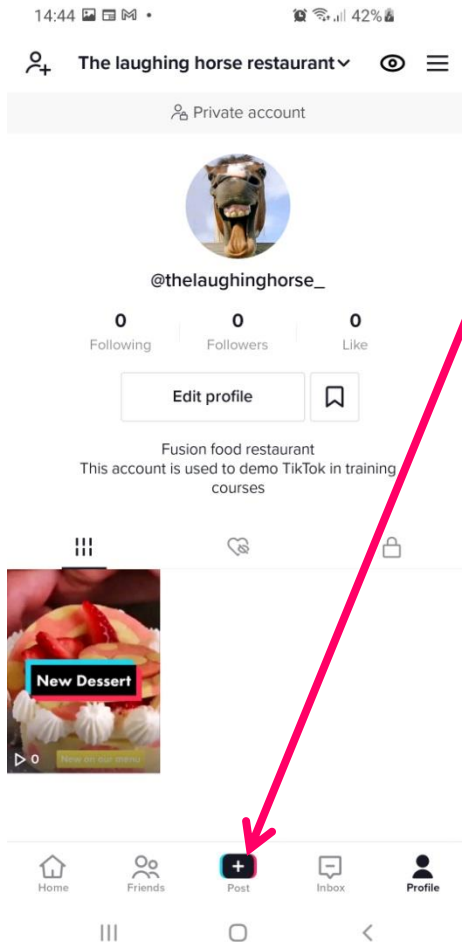 14:44
42%
The laughing horse restaurant
Private account
@thelaughinghorse_
0 0 0
Following Followers Like
Edit profile
Fusion food restaurant
This account is used to demo TikTok in training
courses
New Dessert
0 New on our menu
Home Friends Post Inbox Profile